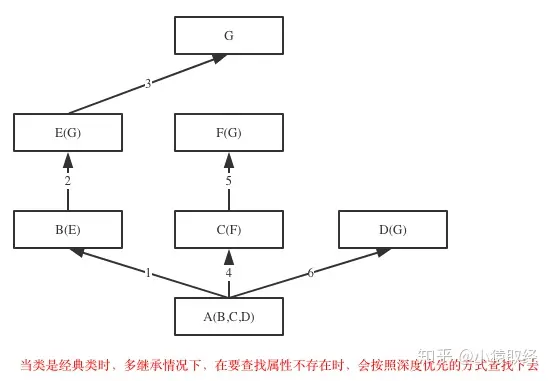 G
3
E(G)
F(G)
2
5
B(E)
C(F)
D(G)
1
4
6
A(B,C,D)
知乎 @小猿取经
当类是经典类时，多继承情况下，在要查找属性不存在时，会按照深度优先的方式查找下去